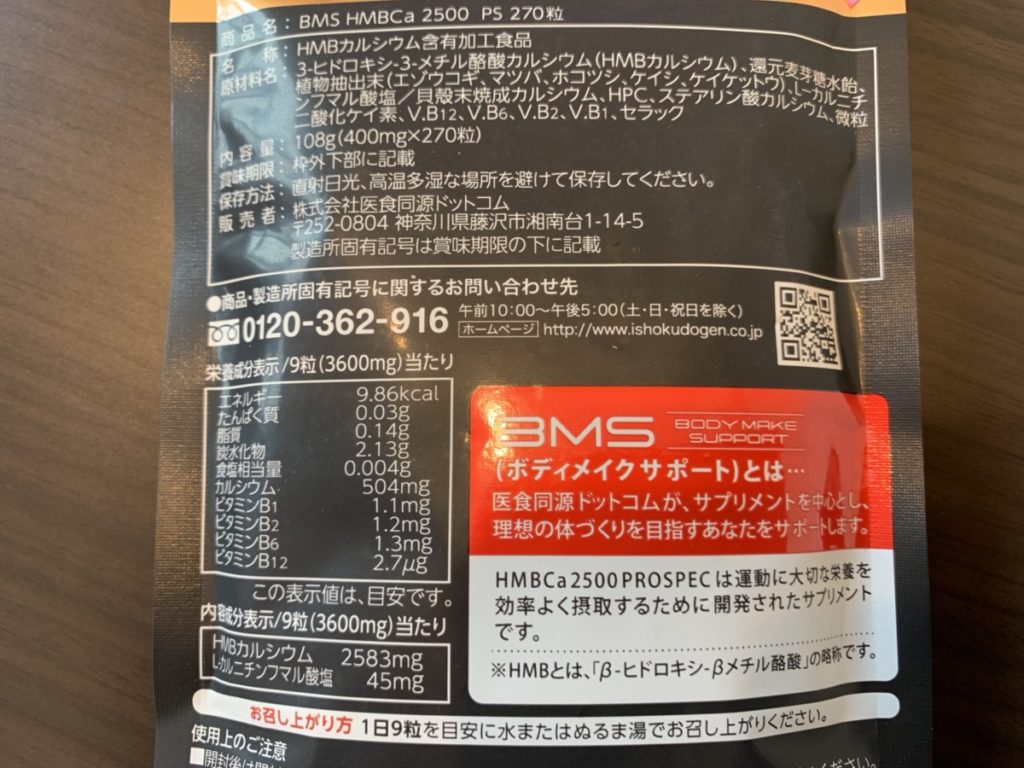 商品名: BMS HMBCa 2500 PS 270粒
名称: HMBカルシウム含有加工食品
原材料名: 3-ヒドロキシ-3-メチル酪酸カルシウム(HMBカルシウム)、還元麦芽糖水飴、
植物抽出末(エゾウコギ、マツバ、ホコツシ、ケイシ、ケイケットウ)、L-カルニチ
ンフマル酸塩/貝殻末焼成カルシウム、HPC、ステアリン酸カルシウム、微粒
二酸化ケイ素、V.B12、V.B6、V.B2、V.B1、セラック
内容量: 108g(400mg×270粒)
賞味期限: 枠外下部に記載
保存方法: 直射日光、高温多湿な場所を避けて保存してください。
販売者: 株式会社医食同源ドットコム
〒252-0804 神奈川県藤沢市湘南台1-14-5
製造所固有記号は賞味期限の下に記載
●商品・製造所固有記号に関するお問い合わせ先
0120-362-916
午前10:00〜午後5:00(土・日・祝日を除く)
ホームページ http://www.ishokudogen.co.jp
栄養成分表示/9粒(3600mg)当たり
エネルギー 9.86kcal
たんぱく質 0.03g
脂質 0.14g
炭水化物 2.13g
食塩相当量 0.004g
カルシウム 504mg
ビタミンB1 1.1mg
ビタミンB2 1.2mg
ビタミンB6 1.3mg
ビタミンB12 2.7μg
この表示値は、目安です。
内容成分表示/9粒(3600mg)当たり
HMBカルシウム 2583mg
L-カルニチンフマル酸塩 45mg
BMS BODY MAKE
SUPPORT
(ボディメイクサポート)とは…
医食同源ドットコムが、サプリメントを中心とし、
理想の体づくりを目指すあなたをサポートします。
HMBCa2500PROSPECは運動に大切な栄養を
効率よく摂取するために開発されたサプリメント
です。
※HMBとは、「β-ヒドロキシ-βメチル酪酸」の略称です。
お召し上がり方 1日9粒を目安に水またはぬるま湯でお召し上がりください。
使用上のご注意
■開封後は開封
ください。